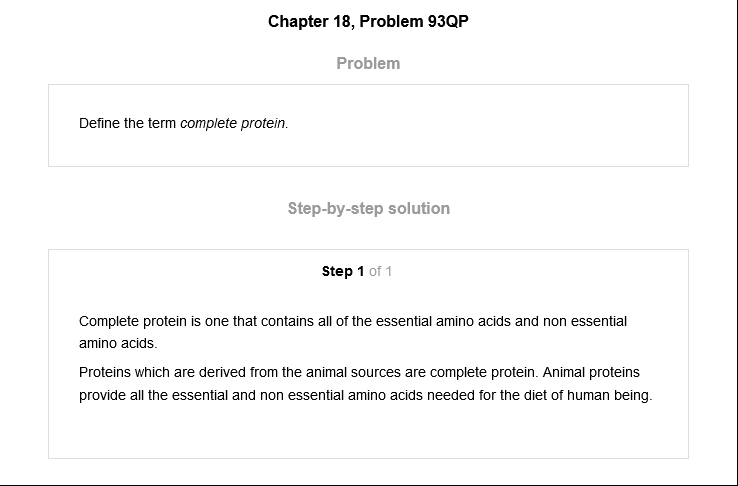 Chapter 18, Problem 93QP
Problem
Define the term complete protein.
Step-by-step solution
Step 1 of 1
Complete protein is one that contains all of the essential amino acids and non essential
amino acids.
Proteins which are derived from the animal sources are complete protein. Animal proteins
provide all the essential and non essential amino acids needed for the diet of human being.